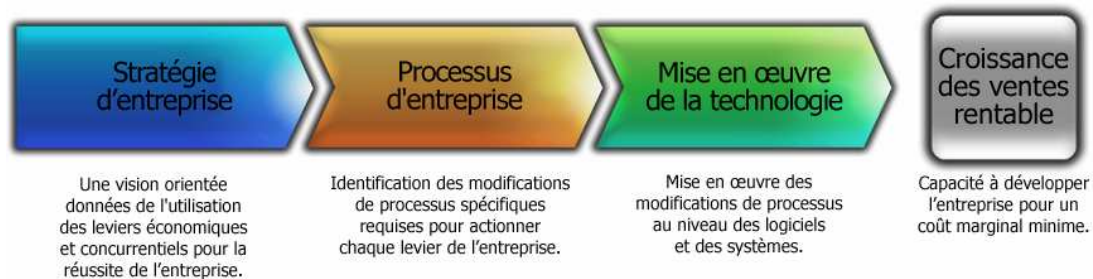 Stratégie
d'entreprise
Processus
d'entreprise
Mise en œuvre
de la technologie
Croissance
des ventes
rentable
Une vision orientée
données de l'utilisation
des leviers économiques
et concurrentiels pour la
réussite de l'entreprise.
Identification des modifications
de processus spécifiques
requises pour actionner
chaque levier de l'entreprise.
Mise en œuvre des
modifications de processus
au niveau des logiciels
et des systèmes.
Capacité à développer
l'entreprise pour un
coût marginal minime.